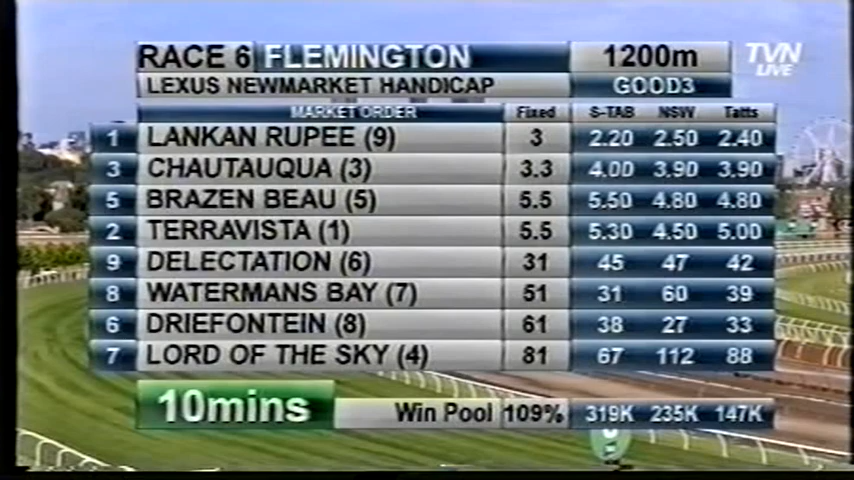 RACE 6 FLEMINGTON 1200m
TVN
LIVE
LEXUS NEWMARKET HANDICAP GOOD3
MARKET ORDER Fixed S-TAB NSW Tatts
1 LANKAN RUPEE (9) 3 2.20 2.50 2.40
3 CHAUTAUQUA (3) 3.3 4.00 3.90 3.90
5 BRAZEN BEAU (5) 5.5 5.50 4.80 4.80
2 TERRAVISTA (1) 5.5 5.30 4.50 5.00
9 DELECTATION (6) 31 45 47 42
8 WATERMANS BAY (7) 51 31 60 39
6 DRIEFONTEIN (8) 61 38 27 33
7 LORD OF THE SKY (4) 81 67 112 88
10mins Win Pool 109% 319K 235K 147K